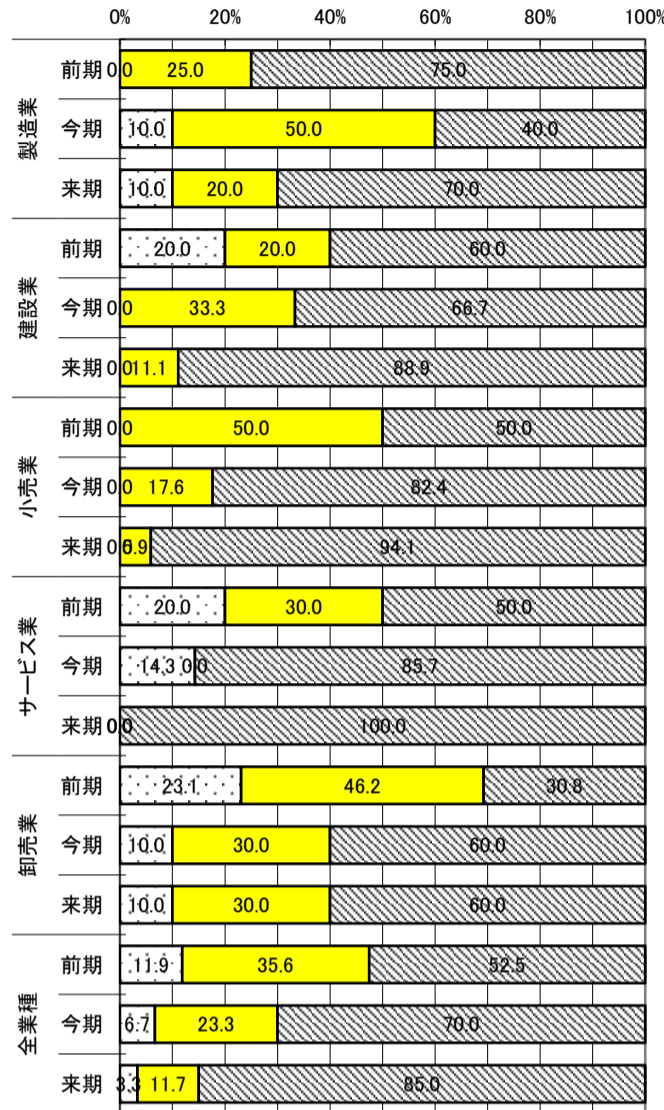 0% 20% 40% 60% 80% 100%
製造業
前期 0.0 25.0 75.0
今期 10.0 50.0 40.0
来期 10.0 20.0 70.0
建設業
前期 20.0 20.0 60.0
今期 0.0 33.3 66.7
来期 0.0 11.1 88.9
小売業
前期 0.0 50.0 50.0
今期 0.0 17.6 82.4
来期 0.0 5.9 94.1
サービス業
前期 20.0 30.0 50.0
今期 14.3 0.0 85.7
来期 0.0 100.0
卸売業
前期 23.1 46.2 30.8
今期 10.0 30.0 60.0
来期 10.0 30.0 60.0
全業種
前期 11.9 35.6 52.5
今期 6.7 23.3 70.0
来期 3.3 11.7 85.0